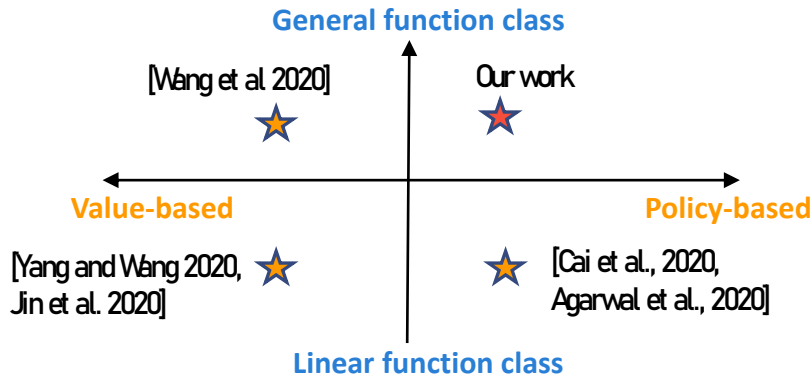 General function class
[Wang et al 2020]
Our work
Value-based
Policy-based
[Yang and Wang 2020,
Jin et al. 2020]
[Cai et al., 2020,
Agarwal et al., 2020]
Linear function class